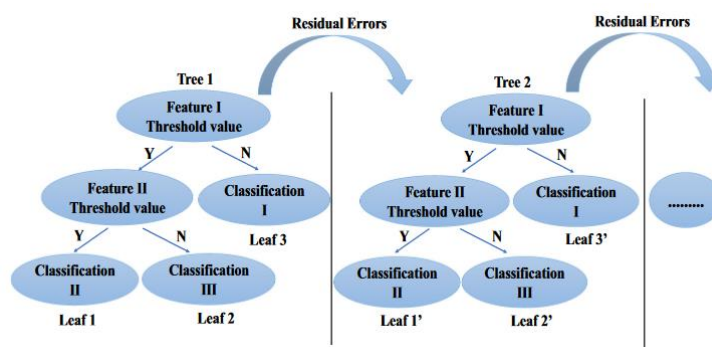 Residual Errors
Residual Errors
Tree 1
Feature I
Threshold value
Y
N
Feature II
Threshold value
Classification
I
Leaf 3
Y
N
Classification
II
Classification
III
Leaf 1
Leaf 2
Tree 2
Feature I
Threshold value
Y
N
Feature II
Threshold value
Classification
I
Leaf 3’
Y
N
Classification
II
Classification
III
Leaf 1’
Leaf 2’
.........